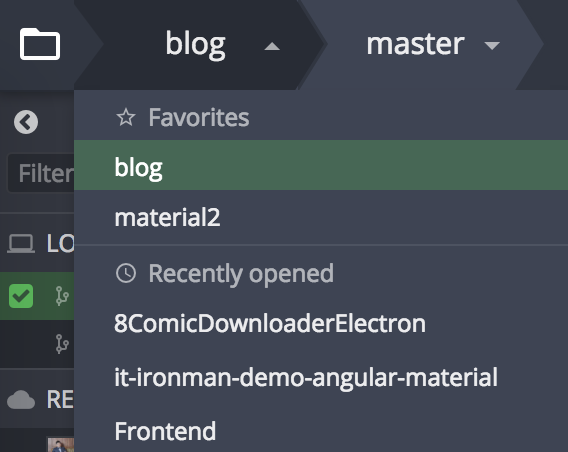 blog
master
Favorites
Filter
blog
material2
LO
Recently opened
8ComicDownloaderElectron
it-ironman-demo-angular-material
RE
Frontend